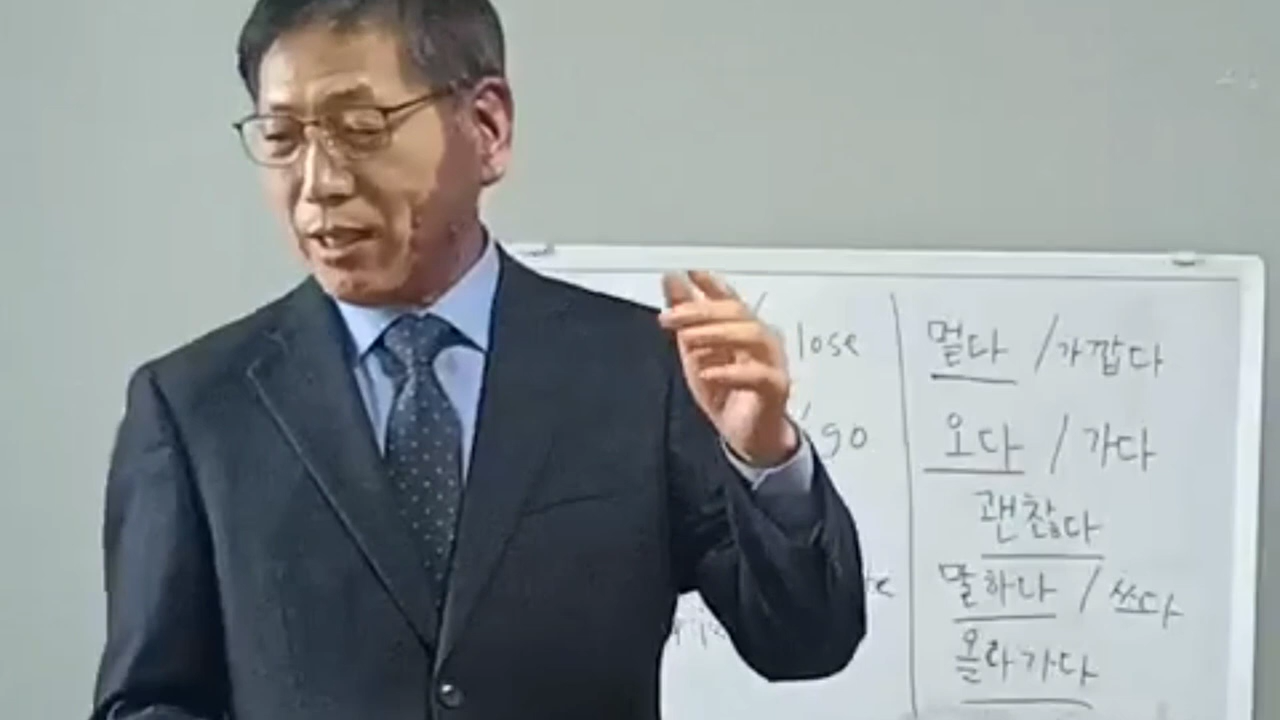 lose 멀다 / 가깝다
go 오다 / 가다
괜찮다
말하다 / 쓰다
올라가다